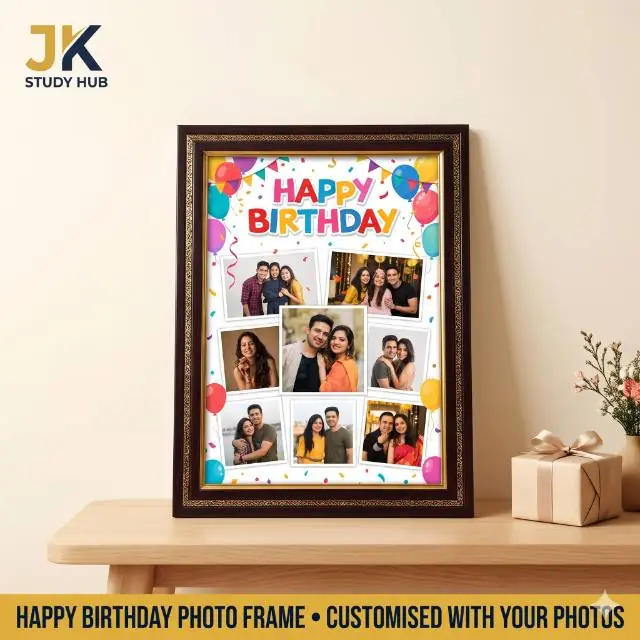 JK
STUDY HUB
HAPPY
BIRTHDAY
HAPPY BIRTHDAY PHOTO FRAME • CUSTOMISED WITH YOUR PHOTOS